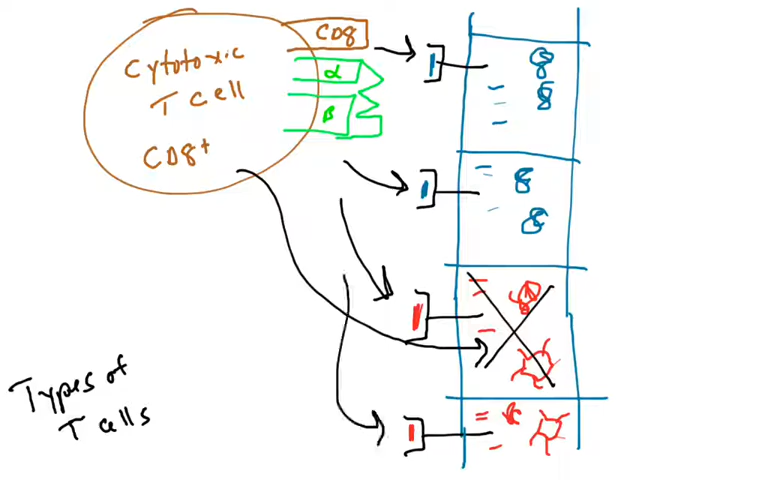 CD8
Cytotoxic
α
T cell
β
CD8+
Types of
T cells